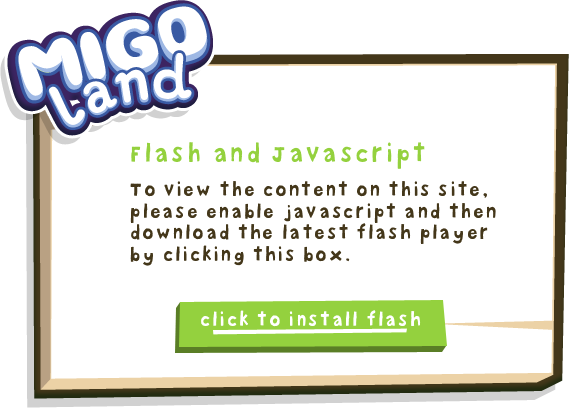 MIGO
Land
Flash and Javascript
To view the content on this site,
please enable javascript and then
download the latest flash player
by clicking this box.
click to install flash